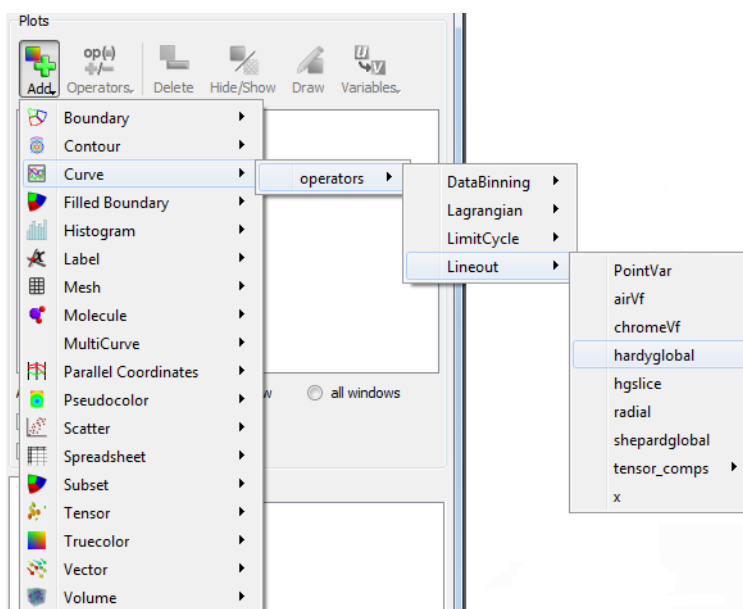 Plots
op(=)
+/-
Add Operators Delete Hide/Show Draw Variables
Boundary
Contour
Curve
Filled Boundary
Histogram
Label
Mesh
Molecule
MultiCurve
Parallel Coordinates
Pseudocolor
Scatter
Spreadsheet
Subset
Tensor
Truecolor
Vector
Volume
operators
DataBinning
Lagrangian
LimitCycle
Lineout
PointVar
airVf
chromeVf
hardyglobal
hgslice
radial
shepardglobal
tensor_comps
x
all windows